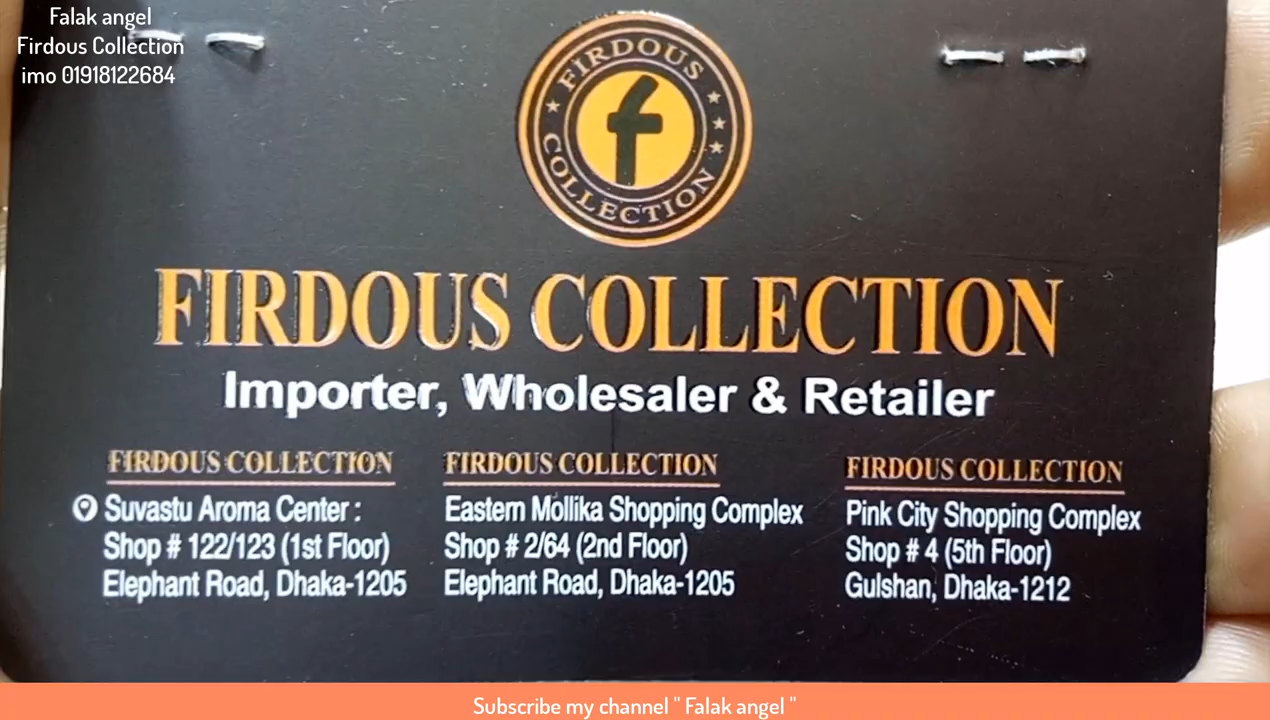 Falak angel
Firdous Collection
imo 01918122684
FIRDOUS
COLLECTION
f
FIRDOUS COLLECTION
Importer, Wholesaler & Retailer
FIRDOUS COLLECTION
Suvastu Aroma Center :
Shop # 122/123 (1st Floor)
Elephant Road, Dhaka-1205
FIRDOUS COLLECTION
Eastern Mollika Shopping Complex
Shop # 2/64 (2nd Floor)
Elephant Road, Dhaka-1205
FIRDOUS COLLECTION
Pink City Shopping Complex
Shop # 4 (5th Floor)
Gulshan, Dhaka-1212
Subscribe my channel " Falak angel "